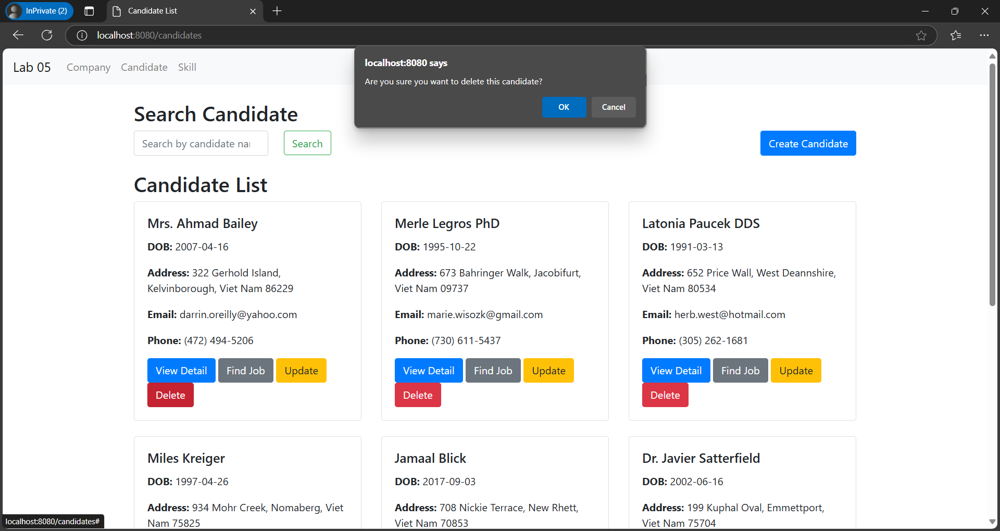 InPrivate (2)
Candidate List
localhost:8080/candidates
Lab 05 Company Candidate Skill
localhost:8080 says
Are you sure you want to delete this candidate?
OK Cancel
Search Candidate
Search by candidate nar
Search
Create Candidate
Candidate List
Mrs. Ahmad Bailey
DOB: 2007-04-16
Address: 322 Gerhold Island,
Kelvinborough, Viet Nam 86229
Email: darrin.oreilly@yahoo.com
Phone: (472) 494-5206
View Detail Find Job Update
Delete
Merle Legros PhD
DOB: 1995-10-22
Address: 673 Bahringer Walk, Jacobifurt,
Viet Nam 09737
Email: marie.wisozk@gmail.com
Phone: (730) 611-5437
View Detail Find Job Update
Delete
Latonia Paucek DDS
DOB: 1991-03-13
Address: 652 Price Wall, West Deannshire,
Viet Nam 80534
Email: herb.west@hotmail.com
Phone: (305) 262-1681
View Detail Find Job Update
Delete
Miles Kreiger
DOB: 1997-04-26
Address: 934 Mohr Creek, Nomaberg, Viet
Nam 75825
Jamaal Blick
DOB: 2017-09-03
Address: 708 Nickie Terrace, New Rhett,
Viet Nam 70853
Dr. Javier Satterfield
DOB: 2002-06-16
Address: 199 Kuphal Oval, Emmettport,
Viet Nam 75704
localhost:8080/candidates#